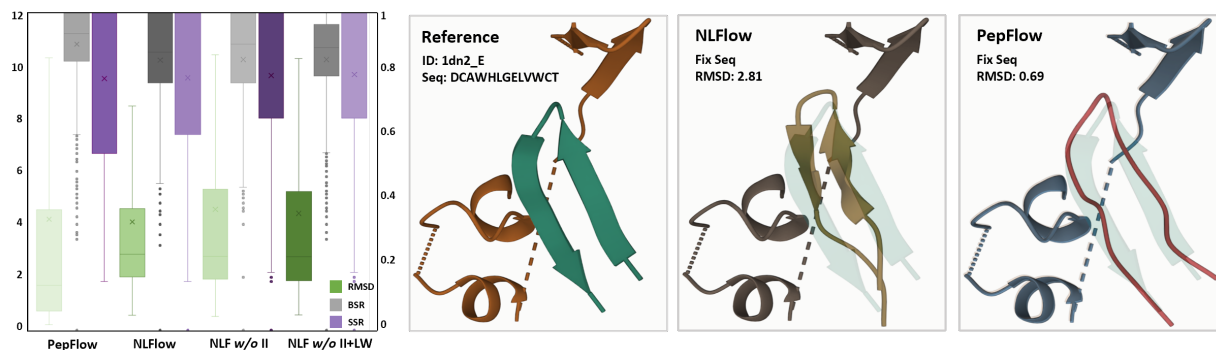 12
10
8
6
4
2
0
1
0.8
0.6
0.4
0.2
0
RMSD
BSR
SSR
PepFlow
NLFlow
NLF w/o II
NLF w/o II+LW
Reference
ID: 1dn2_E
Seq: DCAWHLGELVWCT
NLFlow
Fix Seq
RMSD: 2.81
PepFlow
Fix Seq
RMSD: 0.69